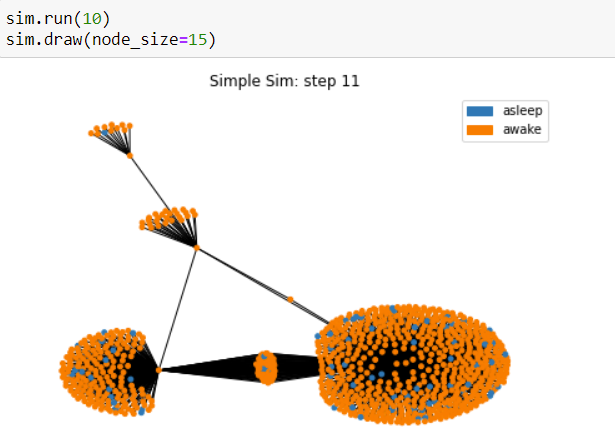 sim.run(10)
sim.draw(node_size=15)
Simple Sim: step 11
asleep
awake